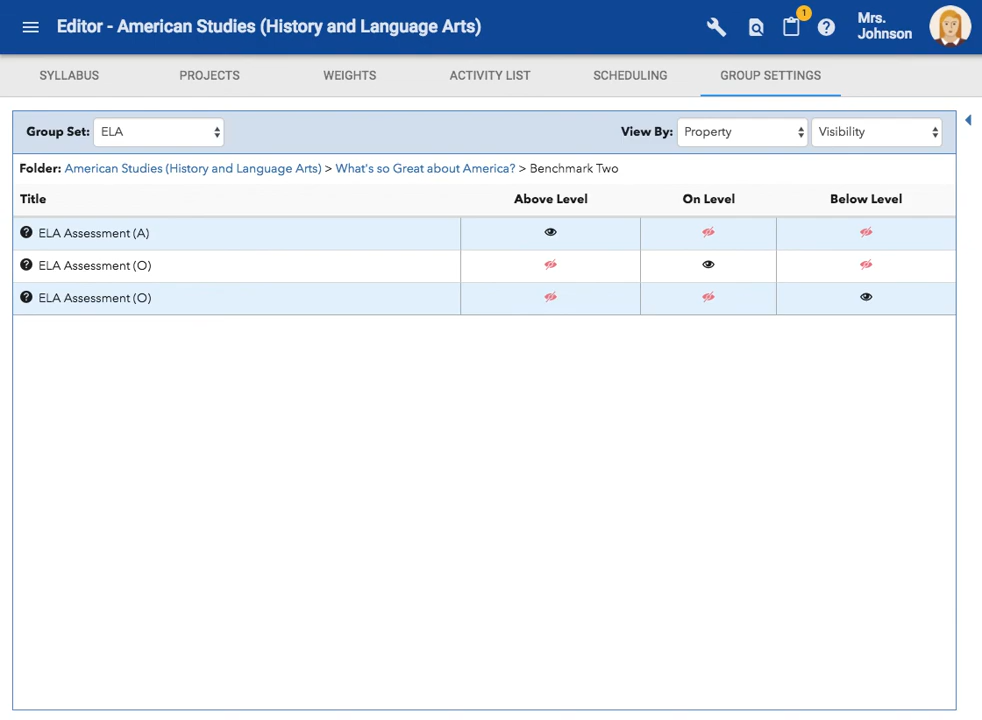 Editor - American Studies (History and Language Arts)
1
Mrs. Johnson
SYLLABUS PROJECTS WEIGHTS ACTIVITY LIST SCHEDULING GROUP SETTINGS
Group Set: ELA View By: Property Visibility
Folder: American Studies (History and Language Arts) > What's so Great about America? > Benchmark Two
Title Above Level On Level Below Level
ELA Assessment (A)
ELA Assessment (O)
ELA Assessment (O)